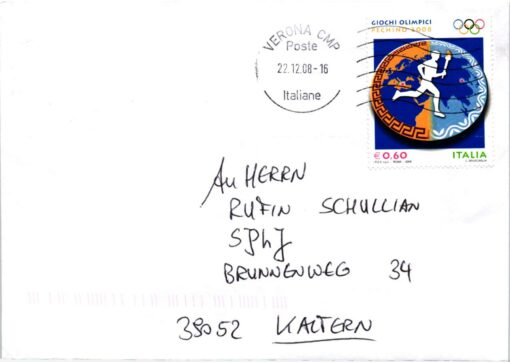 GIOCHI OLIMPICI
PECHINO 2008
VERONA CMP
Poste
22.12.08-16
Italiane
€0,60
ITALIA
An HERRN
RUFIN SCHULLIAN
SPhJ
BRUNNENWEG 34
39052 KALTERN